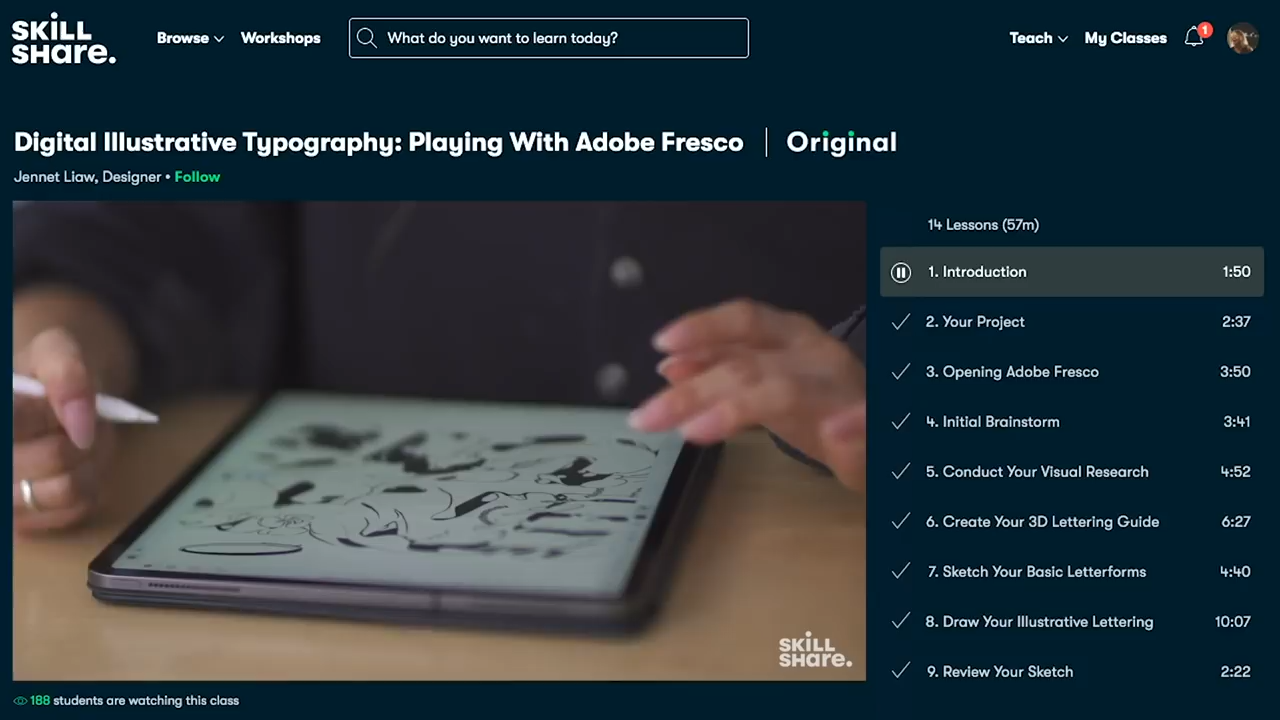 SKiLL
SHare.
Browse
Workshops
What do you want to learn today?
Teach
My Classes
1
Digital Illustrative Typography: Playing With Adobe Fresco | Original
Jennet Liaw, Designer • Follow
14 Lessons (57m)
1. Introduction 1:50
2. Your Project 2:37
3. Opening Adobe Fresco 3:50
4. Initial Brainstorm 3:41
5. Conduct Your Visual Research 4:52
6. Create Your 3D Lettering Guide 6:27
7. Sketch Your Basic Letterforms 4:40
8. Draw Your Illustrative Lettering 10:07
9. Review Your Sketch 2:22
SKiLL
SHare.
188 students are watching this class